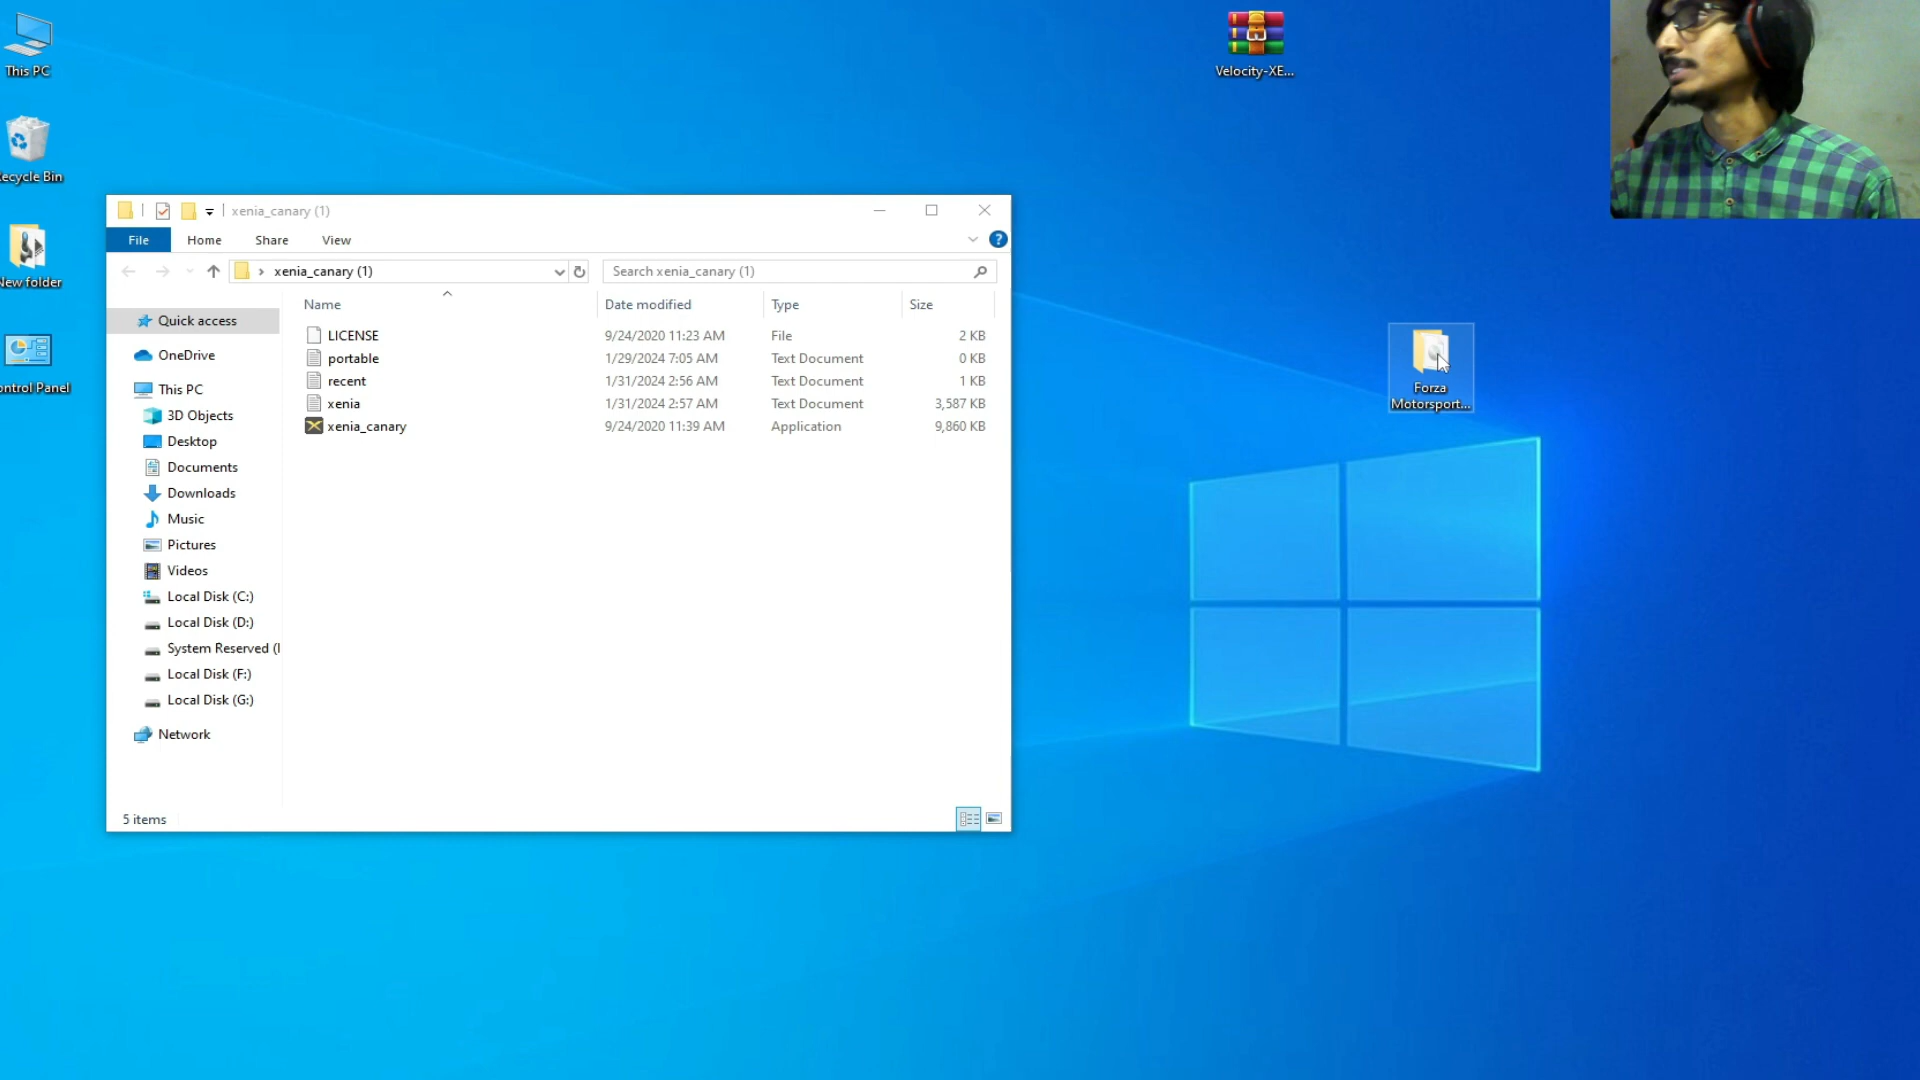 This PC
Recycle Bin
New folder
Control Panel
Velocity-XE...
Forza
Motorsport...
xenia_canary (1)
File Home Share View
xenia_canary (1)
Search xenia_canary (1)
Name Date modified Type Size
LICENSE 9/24/2020 11:23 AM File 2 KB
portable 1/29/2024 7:05 AM Text Document 0 KB
recent 1/31/2024 2:56 AM Text Document 1 KB
xenia 1/31/2024 2:57 AM Text Document 3,587 KB
xenia_canary 9/24/2020 11:39 AM Application 9,860 KB
Quick access
OneDrive
This PC
3D Objects
Desktop
Documents
Downloads
Music
Pictures
Videos
Local Disk (C:)
Local Disk (D:)
System Reserved (
Local Disk (F:)
Local Disk (G:)
Network
5 items